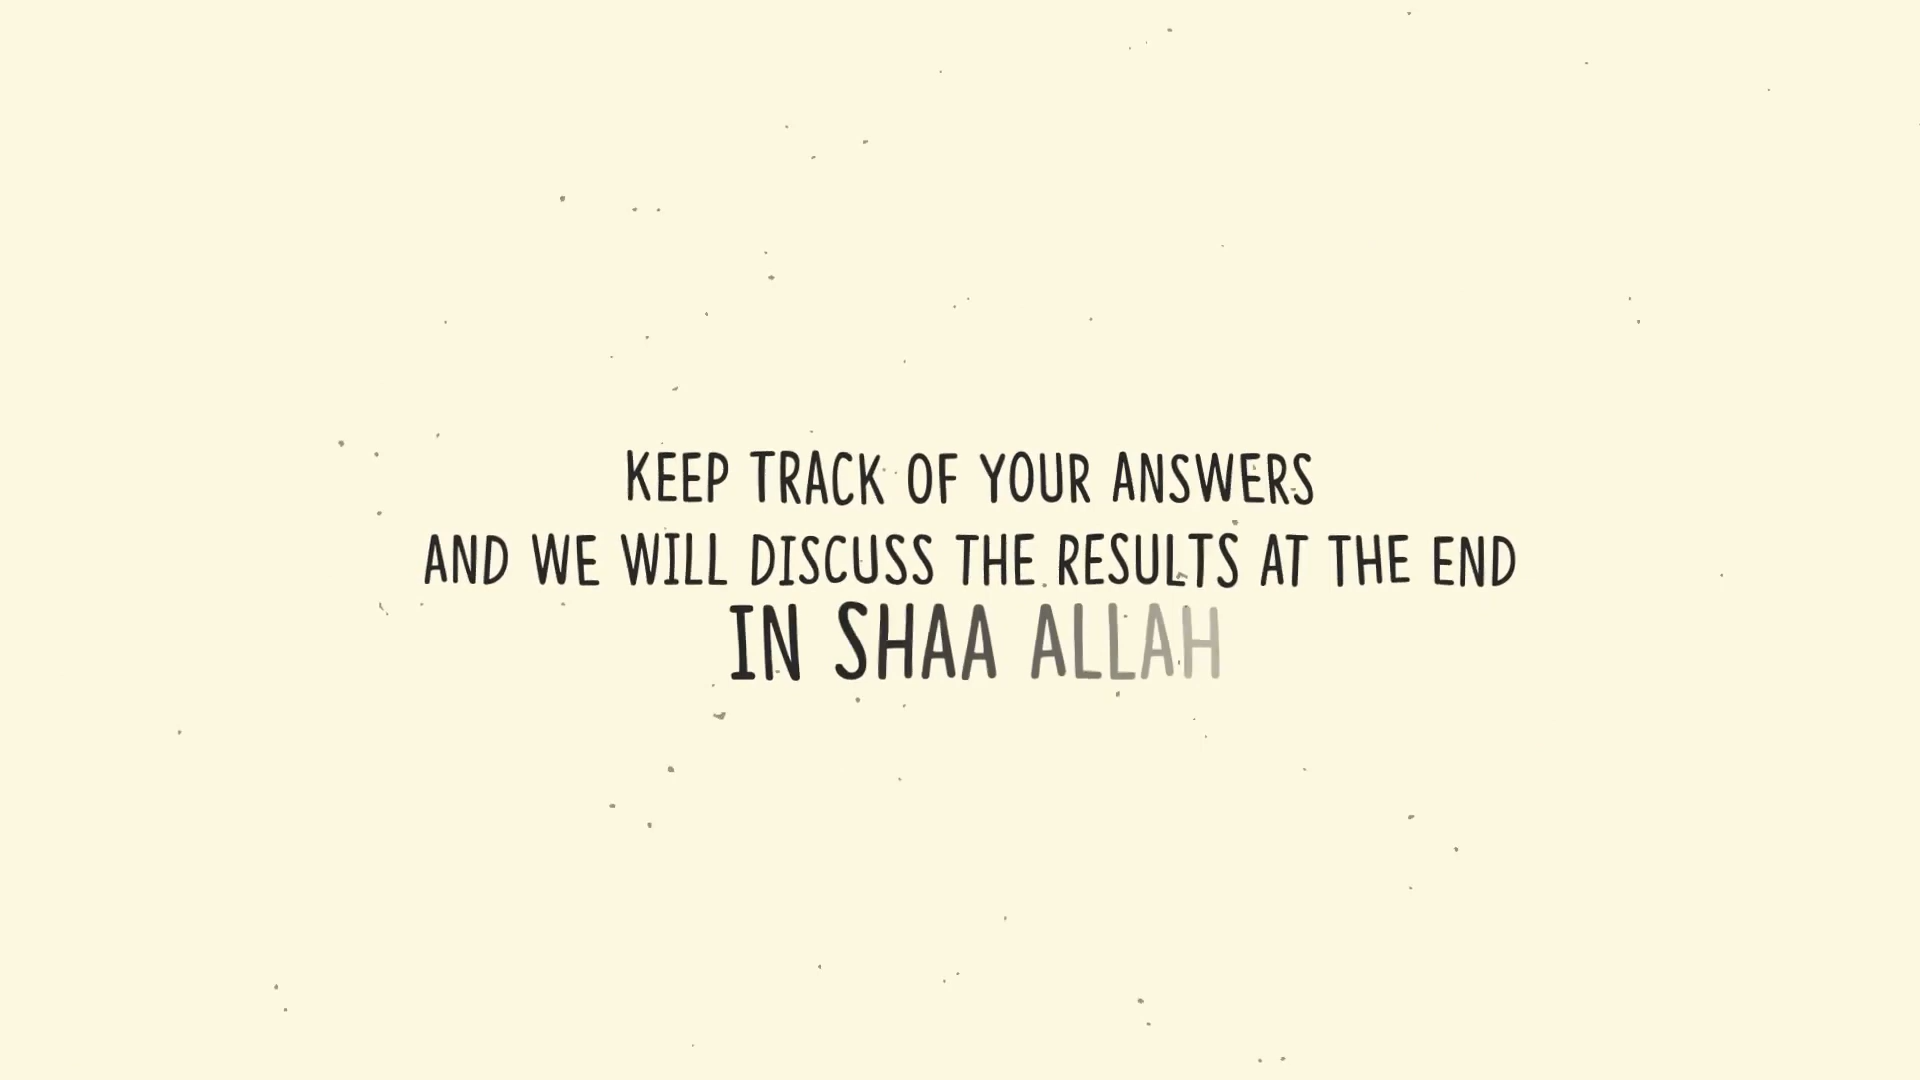 KEEP TRACK OF YOUR ANSWERS
AND WE WILL DISCUSS THE RESULTS AT THE END
IN SHAA ALLAH